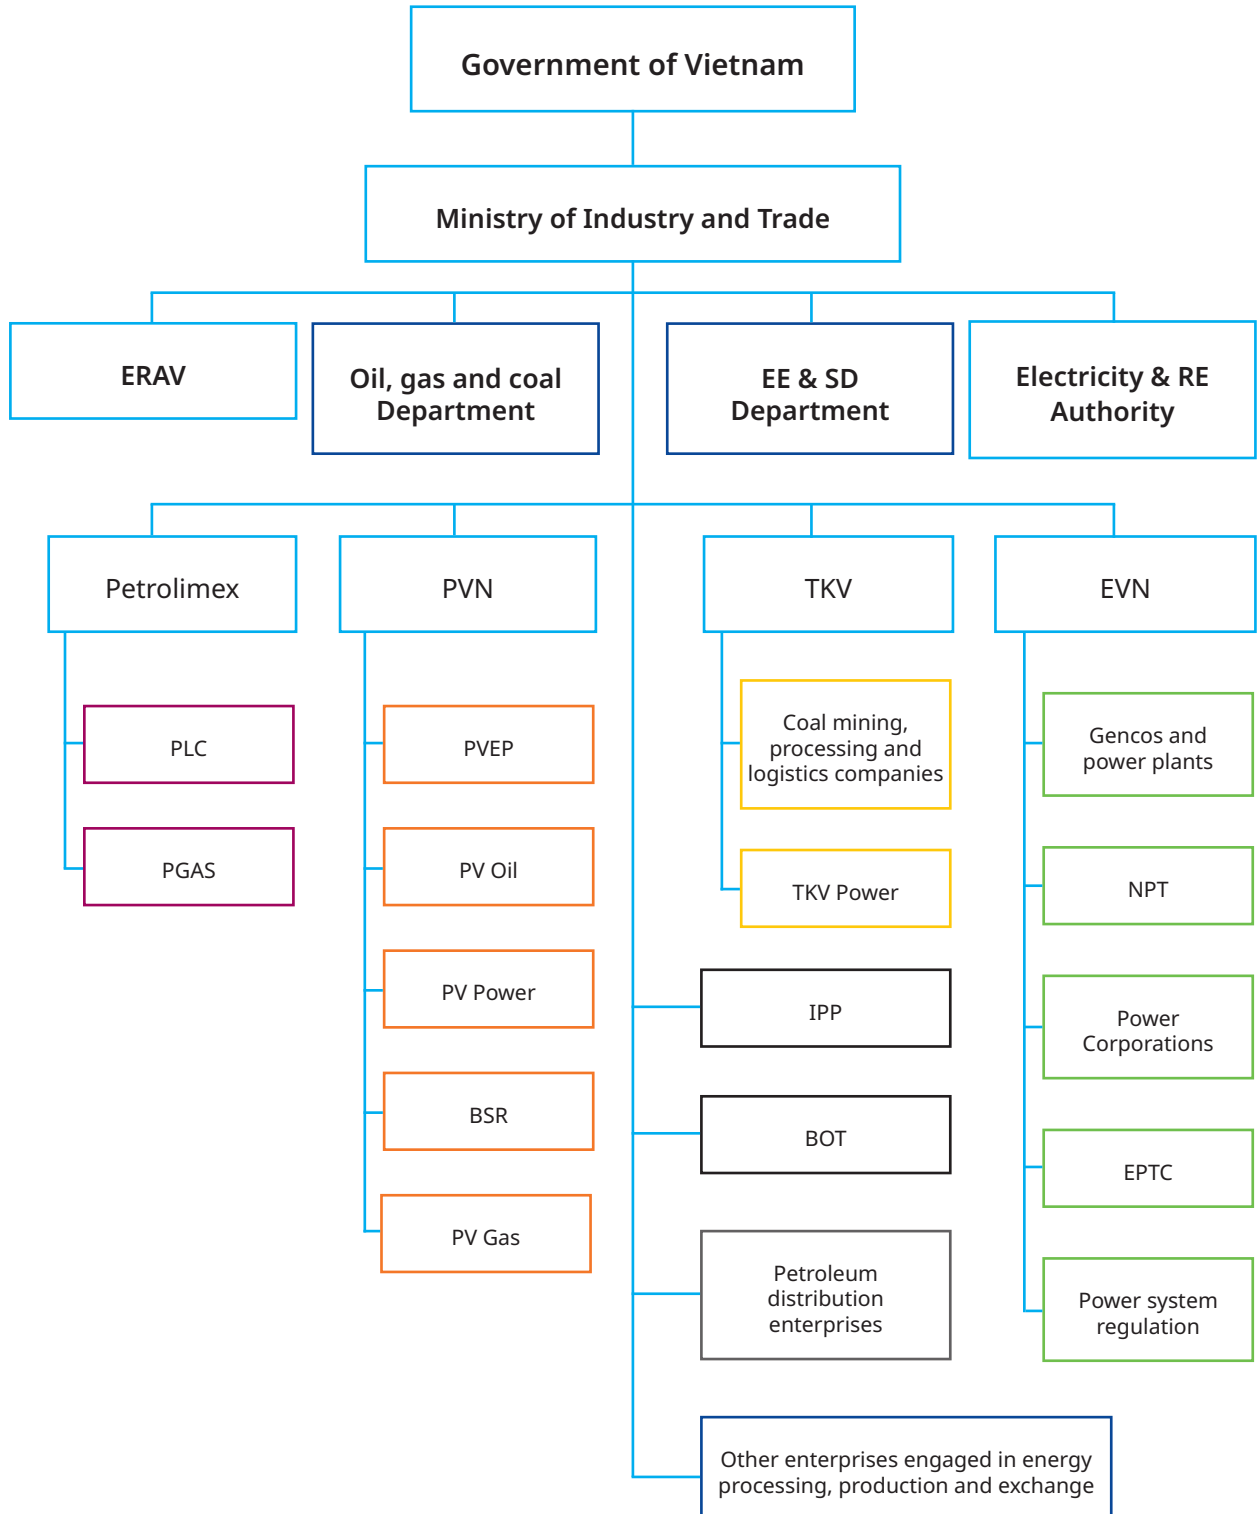 Government of Vietnam
Ministry of Industry and Trade
ERAV
Oil, gas and coal
Department
EE & SD
Department
Electricity & RE
Authority
Petrolimex
PVN
TKV
EVN
PLC
PGAS
PVEP
PV Oil
PV Power
BSR
PV Gas
Coal mining,
processing and
logistics companies
TKV Power
IPP
BOT
Petroleum
distribution
enterprises
Other enterprises engaged in energy
processing, production and exchange
Gencos and
power plants
NPT
Power
Corporations
EPTC
Power system
regulation